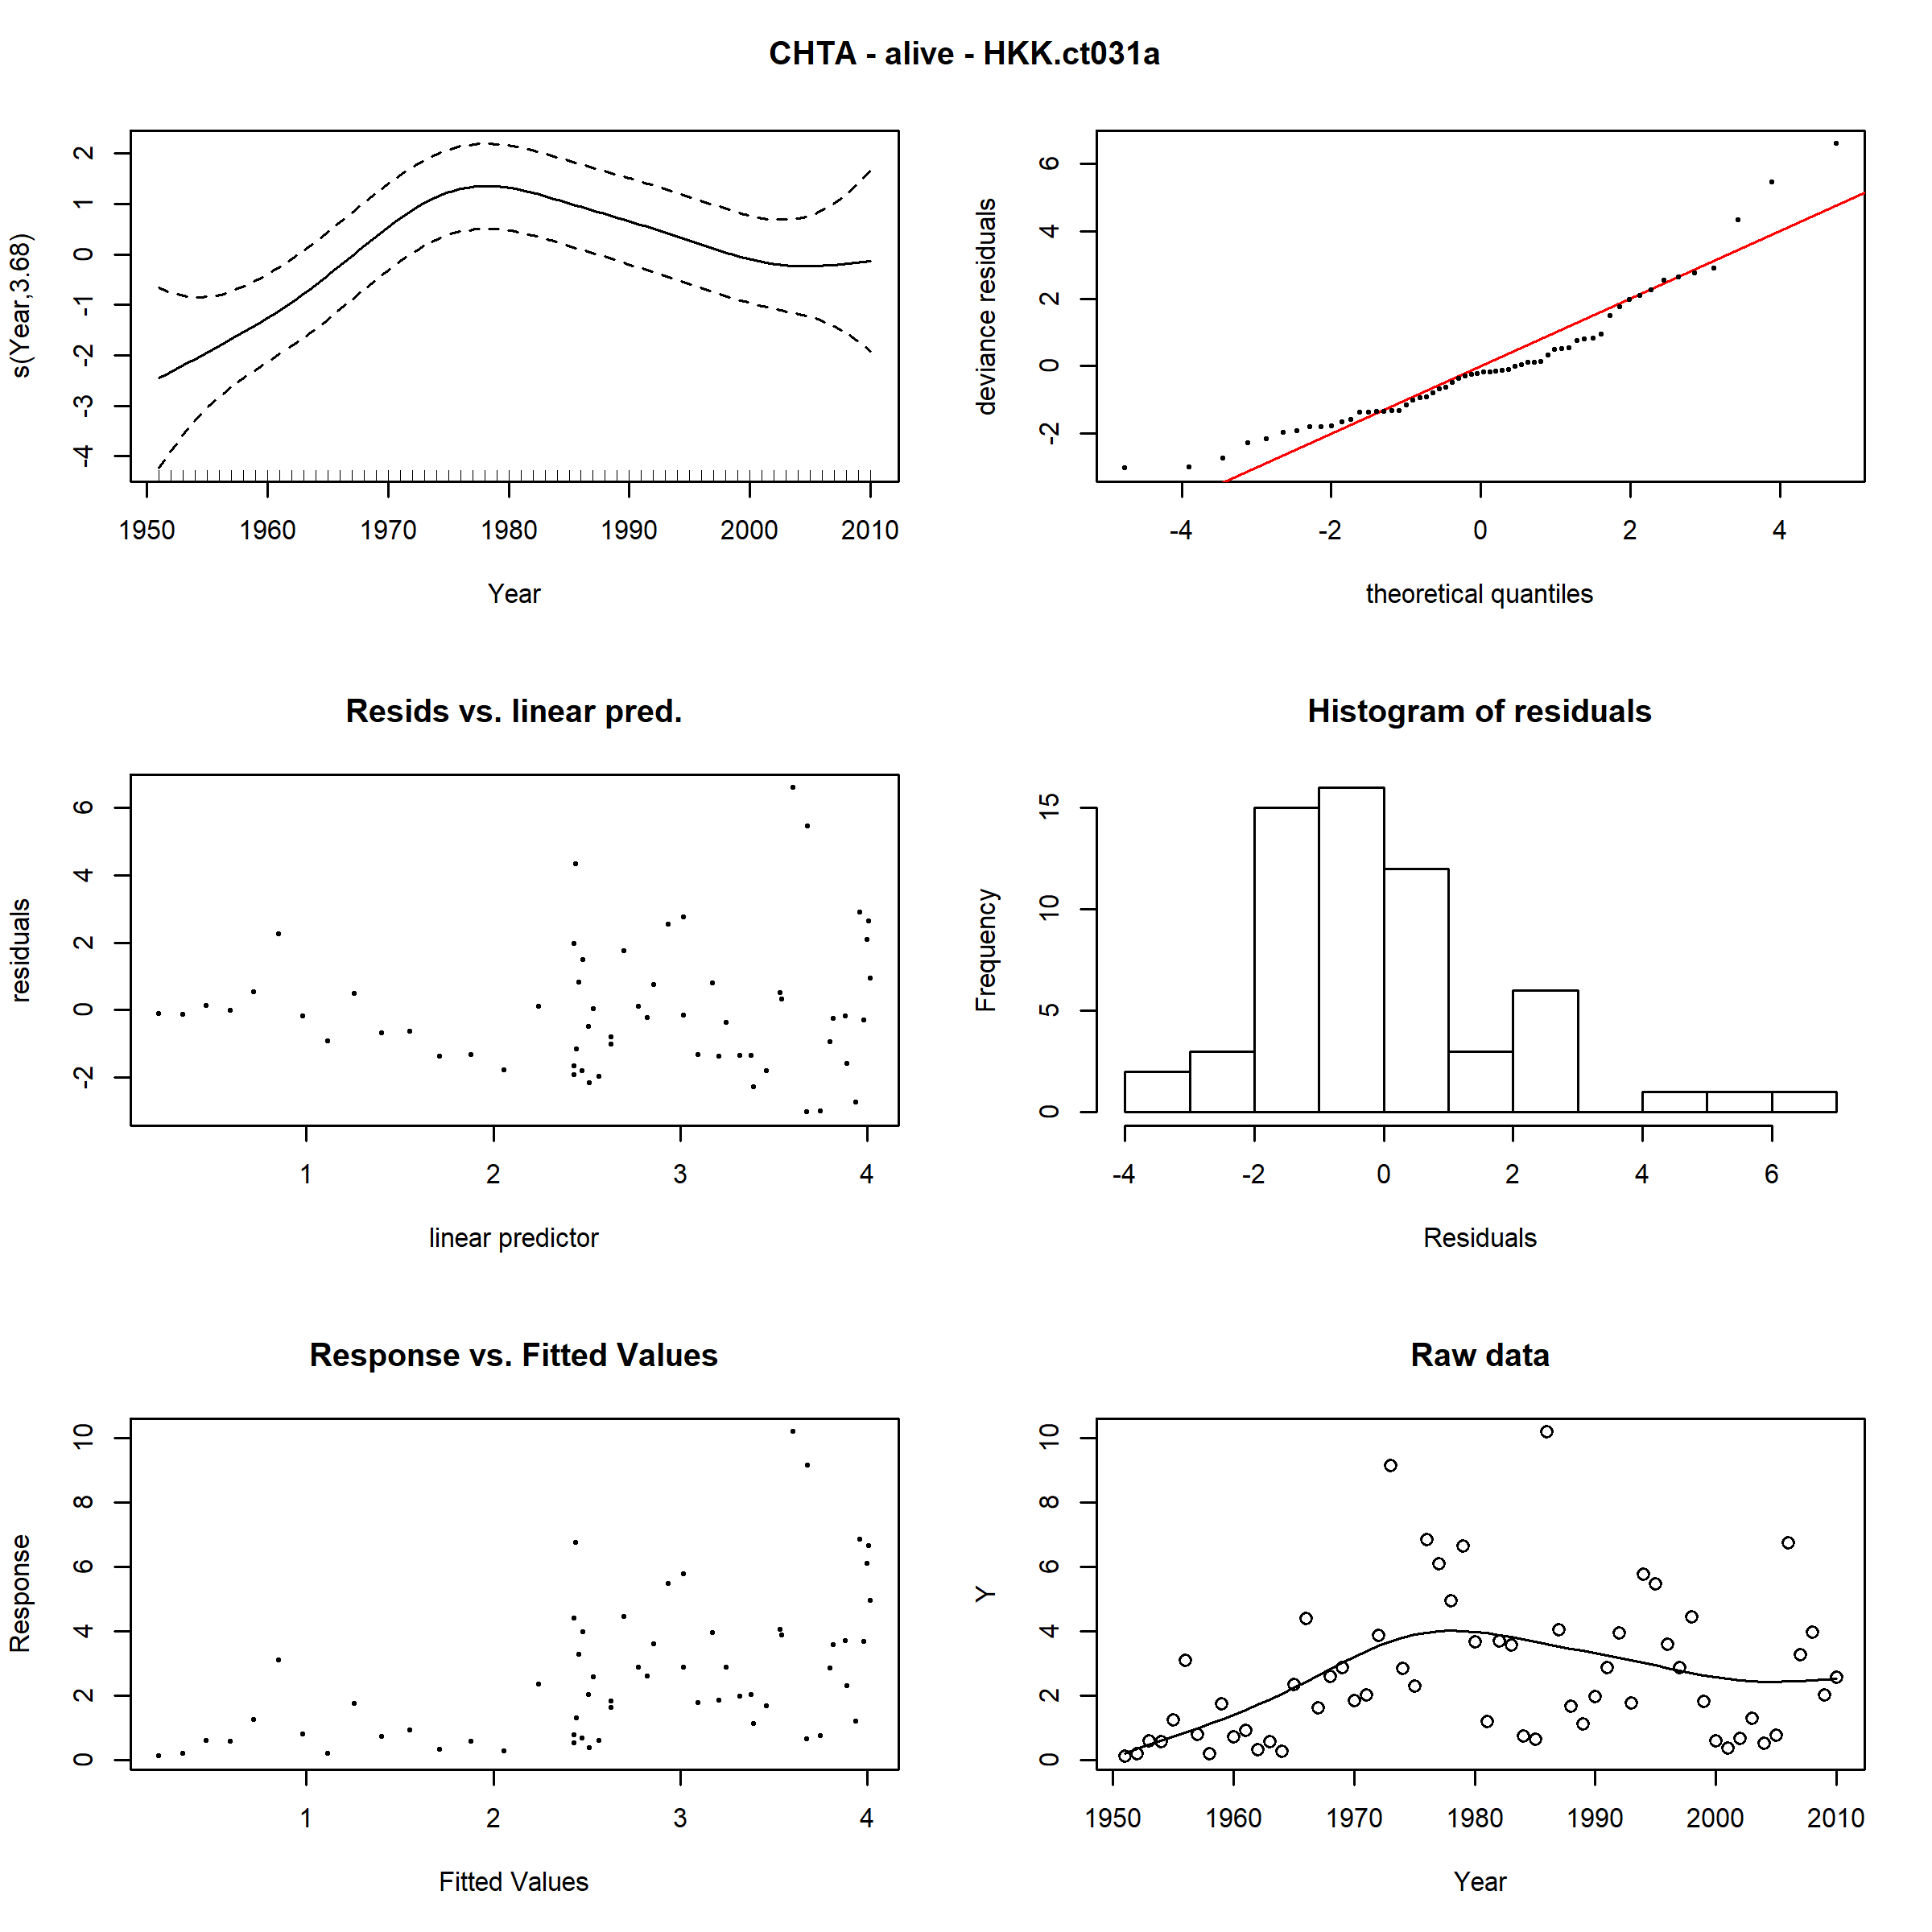 CHTA - alive - HKK.ct031a
s(Year,3.68)
2
1
0
-1
-2
-3
-4
1950 1960 1970 1980 1990 2000 2010
Year
deviance residuals
6
4
2
0
-2
-4 -2 0 2 4
theoretical quantiles
Resids vs. linear pred.
residuals
6
4
2
0
-2
1 2 3 4
linear predictor
Histogram of residuals
Frequency
15
10
5
0
-4 -2 0 2 4 6
Residuals
Response vs. Fitted Values
Response
10
8
6
4
2
0
1 2 3 4
Fitted Values
Raw data
Y
10
8
6
4
2
0
1950 1960 1970 1980 1990 2000 2010
Year